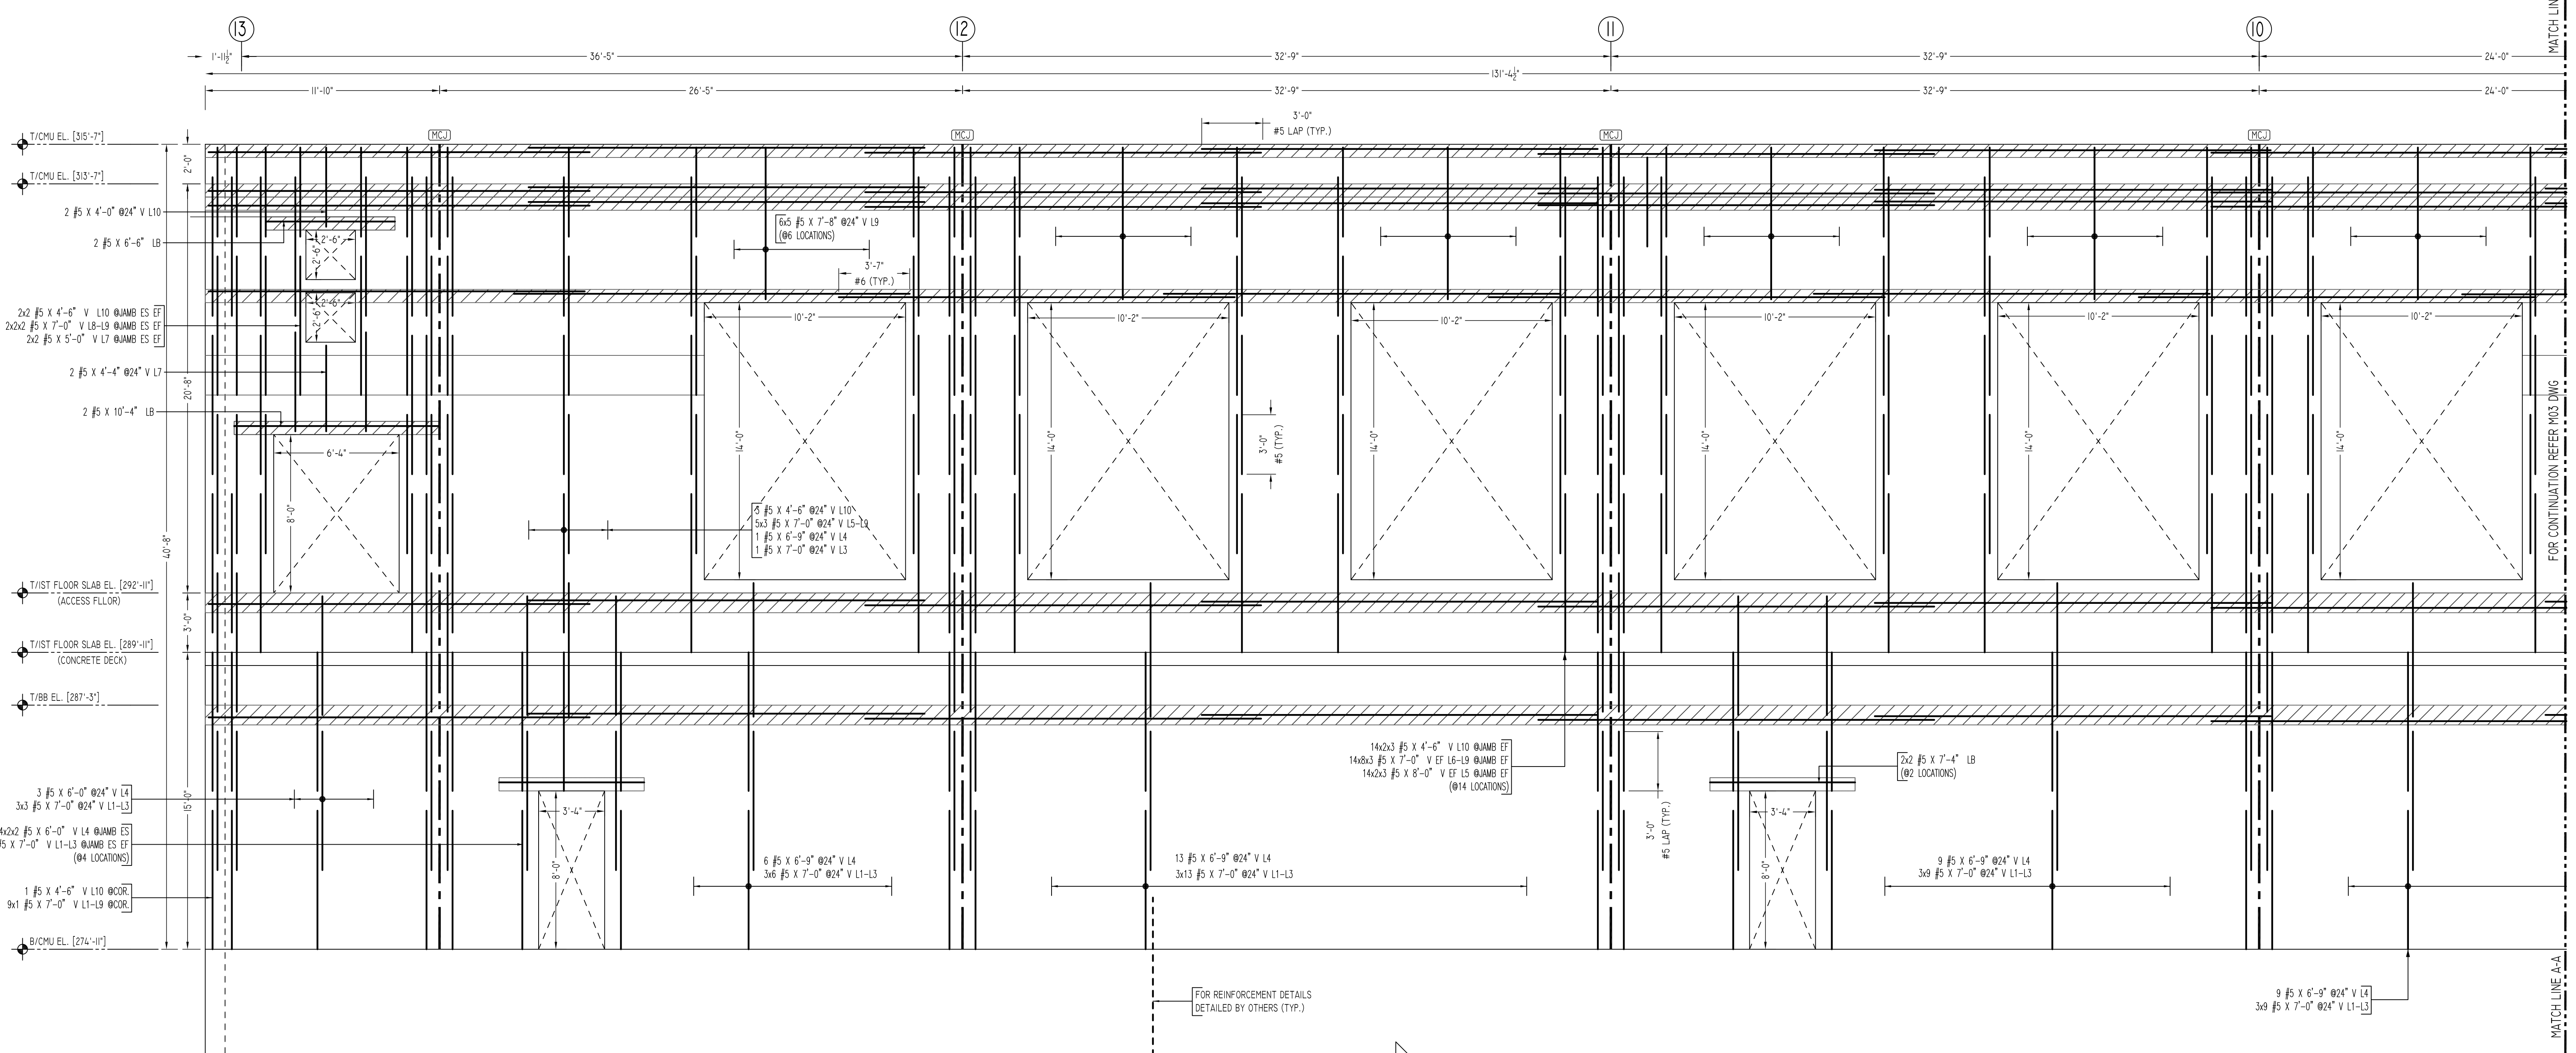 13
12
11
10
MATCH LIN
1'-11½"
36'-5"
32'-9"
32'-9"
24'-0"
131'-4½"
11'-10"
26'-5"
32'-9"
32'-9"
24'-0"
3'-0"
#5 LAP (TYP.)
MCJ
MCJ
MCJ
MCJ
T/CMU EL. [315'-7"]
2'-0"
T/CMU EL. [313'-7"]
2 #5 X 4'-0" @24" V L10
2 #5 X 6'-6" LB
2'-6"
2'-6"
6x5 #5 X 7'-8" @24" V L9
(@6 LOCATIONS)
3'-7"
#6 (TYP.)
2'-6"
2'-6"
2x2 #5 X 4'-6" V L10 @JAMB ES EF
2x2x2 #5 X 7'-0" V L8-L9 @JAMB ES EF
2x2 #5 X 5'-0" V L7 @JAMB ES EF
10'-2"
10'-2"
10'-2"
10'-2"
10'-2"
10'-2"
2 #5 X 4'-4" @24" V L7
20'-8"
2 #5 X 10'-4" LB
6'-4"
8'-0"
14'-0"
14'-0"
14'-0"
14'-0"
14'-0"
14'-0"
3'-0"
#5 (TYP.)
FOR CONTINUATION REFER M03 DWG
3 #5 X 4'-6" @24" V L10
5x3 #5 X 7'-0" @24" V L5-L9
1 #5 X 6'-9" @24" V L4
1 #5 X 7'-0" @24" V L3
40'-8"
T/1ST FLOOR SLAB EL. [292'-11"]
(ACCESS FLLOR)
3'-0"
T/1ST FLOOR SLAB EL. [289'-11"]
(CONCRETE DECK)
T/BB EL. [287'-3"]
15'-0"
14x2x3 #5 X 4'-6" V L10 @JAMB EF
14x8x3 #5 X 7'-0" V EF L6-L9 @JAMB EF
14x2x3 #5 X 8'-0" V EF L5 @JAMB EF
(@14 LOCATIONS)
2x2 #5 X 7'-4" LB
(@2 LOCATIONS)
3'-0"
#5 LAP (TYP.)
3 #5 X 6'-0" @24" V L4
3x3 #5 X 7'-0" @24" V L1-L3
4x2x2 #5 X 6'-0" V L4 @JAMB ES
#5 X 7'-0" V L1-L3 @JAMB ES EF
(@4 LOCATIONS)
3'-4"
8'-0"
3'-4"
8'-0"
6 #5 X 6'-9" @24" V L4
3x6 #5 X 7'-0" @24" V L1-L3
13 #5 X 6'-9" @24" V L4
3x13 #5 X 7'-0" @24" V L1-L3
9 #5 X 6'-9" @24" V L4
3x9 #5 X 7'-0" @24" V L1-L3
1 #5 X 4'-6" V L10 @COR.
9x1 #5 X 7'-0" V L1-L9 @COR.
B/CMU EL. [274'-11"]
FOR REINFORCEMENT DETAILS
DETAILED BY OTHERS (TYP.)
9 #5 X 6'-9" @24" V L4
3x9 #5 X 7'-0" @24" V L1-L3
MATCH LINE A-A